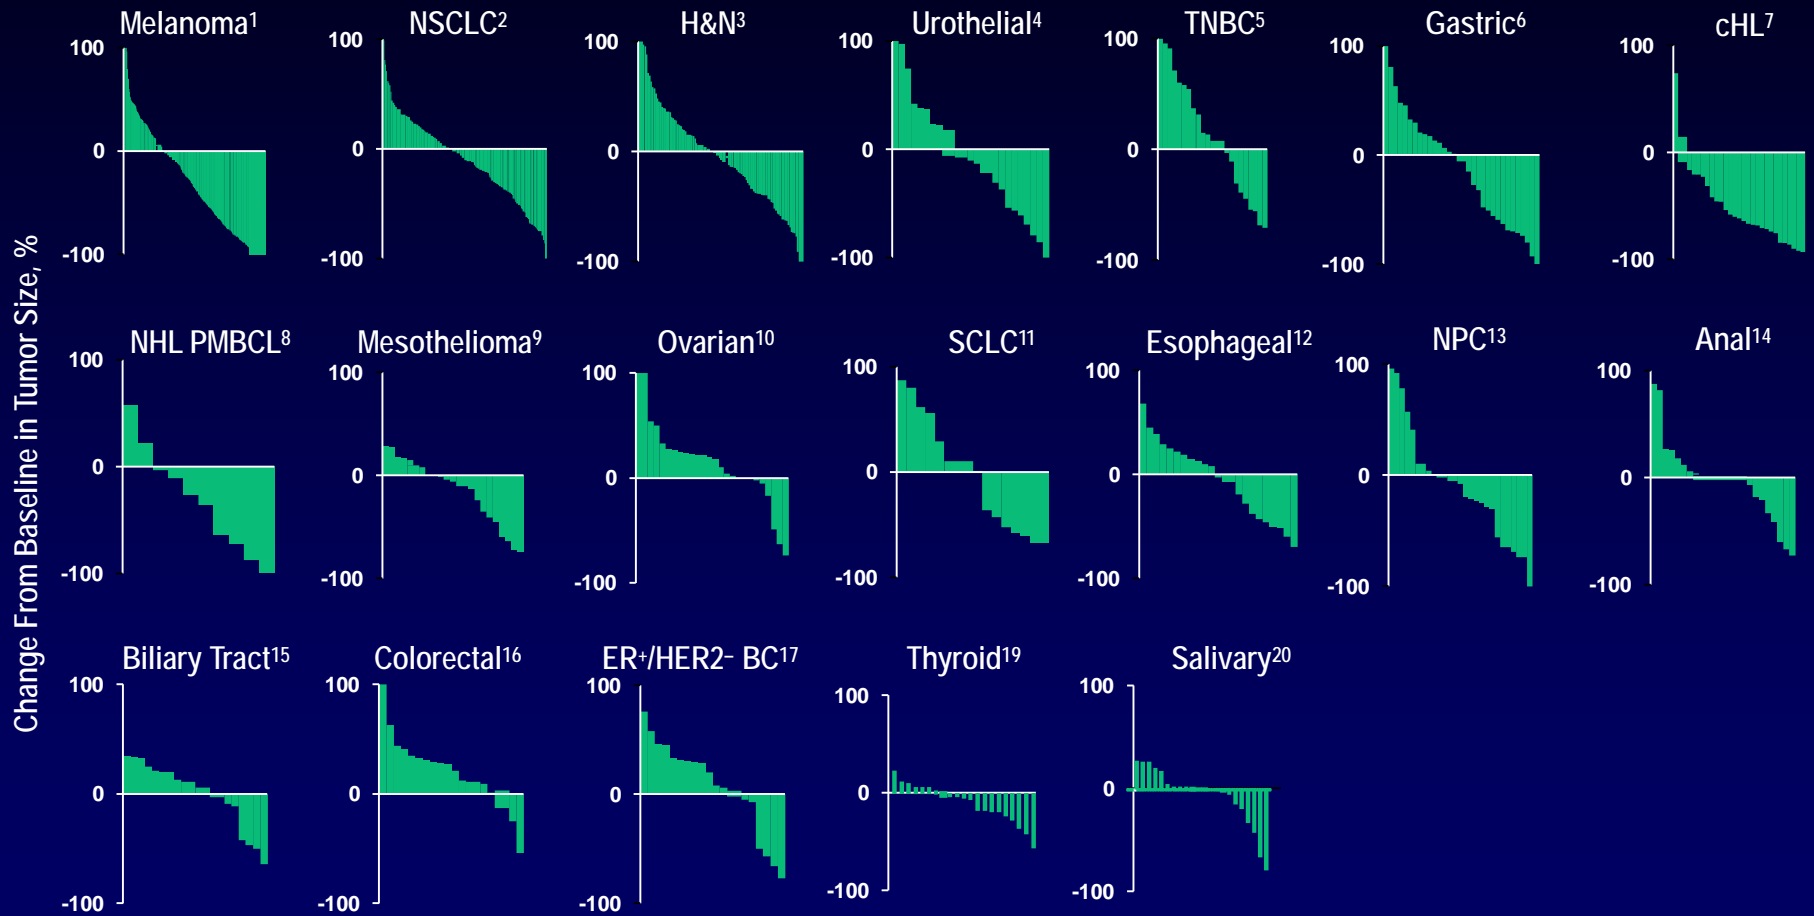 Change From Baseline in Tumor Size, %
Melanoma¹
100
0
-100
NSCLC²
100
0
-100
H&N³
100
0
-100
Urothelial⁴
100
0
-100
TNBC⁵
100
0
-100
Gastric⁶
100
0
-100
cHL⁷
100
0
-100
NHL PMBCL⁸
100
0
-100
Mesothelioma⁹
100
0
-100
Ovarian¹⁰
100
0
-100
SCLC¹¹
100
0
-100
Esophageal¹²
100
0
-100
NPC¹³
100
0
-100
Anal¹⁴
100
0
-100
Biliary Tract¹⁵
100
0
-100
Colorectal¹⁶
100
0
-100
ER⁺/HER2⁻ BC¹⁷
100
0
-100
Thyroid¹⁹
100
0
-100
Salivary²⁰
100
0
-100